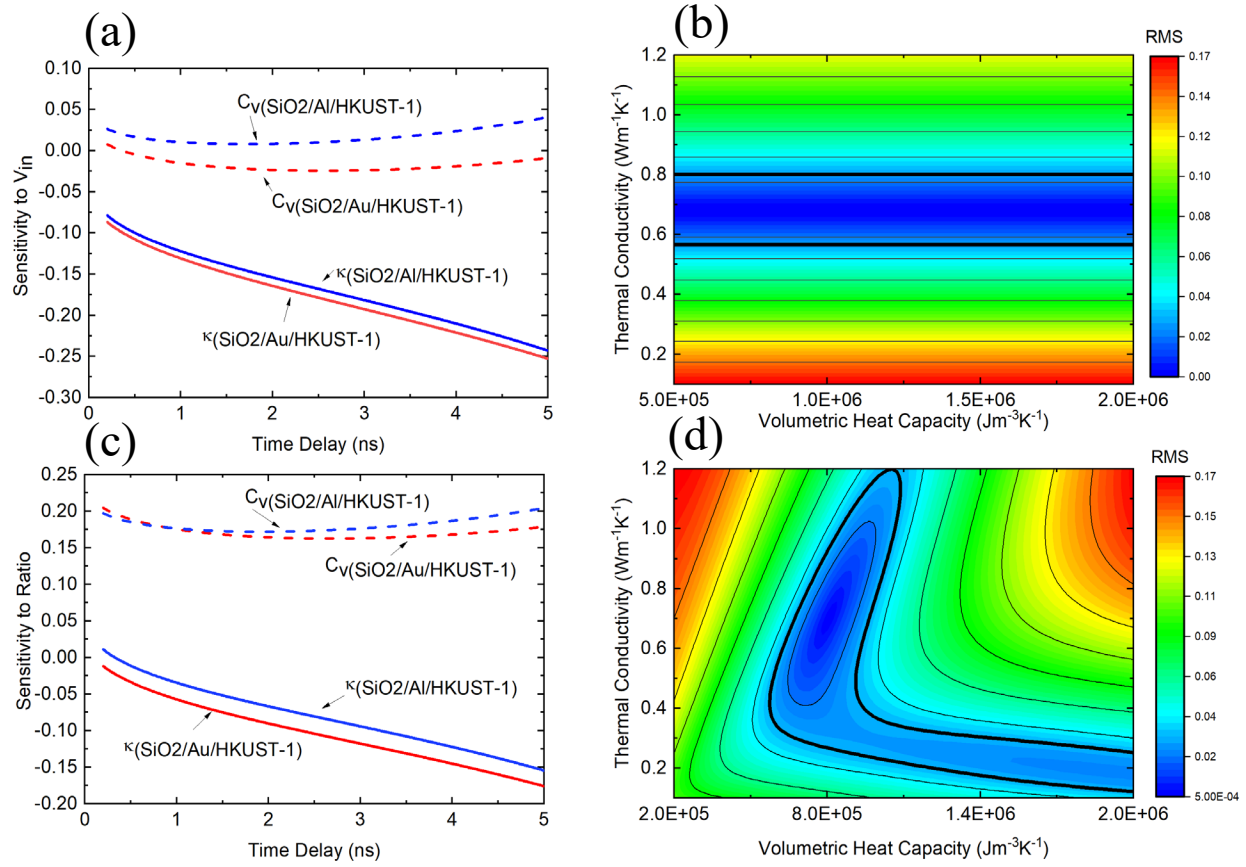 (a)
0.10
0.05
0.00
-0.05
-0.10
-0.15
-0.20
-0.25
-0.30
Sensitivity to Vin
Cv(SiO2/Al/HKUST-1)
Cv(SiO2/Au/HKUST-1)
κ(SiO2/Al/HKUST-1)
κ(SiO2/Au/HKUST-1)
0 1 2 3 4 5
Time Delay (ns)
(b)
1.2
1.0
0.8
0.6
0.4
0.2
Thermal Conductivity (Wm-1K-1)
5.0E+05 1.0E+06 1.5E+06 2.0E+06
Volumetric Heat Capacity (Jm-3K-1)
RMS
0.17
0.15
0.13
0.11
0.09
0.06
0.04
0.02
0.00
(c)
0.25
0.20
0.15
0.10
0.05
0.00
-0.05
-0.10
-0.15
-0.20
Sensitivity to Ratio
Cv(SiO2/Al/HKUST-1)
Cv(SiO2/Au/HKUST-1)
κ(SiO2/Al/HKUST-1)
κ(SiO2/Au/HKUST-1)
0 1 2 3 4 5
Time Delay (ns)
(d)
1.2
1.0
0.8
0.6
0.4
0.2
Thermal Conductivity (Wm-1K-1)
2.0E+05 8.0E+05 1.4E+06 2.0E+06
Volumetric Heat Capacity (Jm-3K-1)
RMS
0.17
0.15
0.13
0.11
0.09
0.06
0.04
0.02
5.00E-04